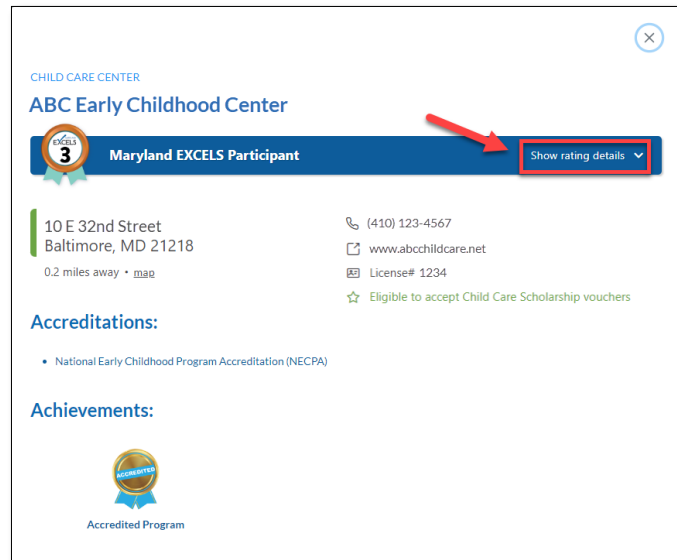 CHILD CARE CENTER
ABC Early Childhood Center
EXCELS
3
Maryland EXCELS Participant
Show rating details
10 E 32nd Street
Baltimore, MD 21218
0.2 miles away • map
(410) 123-4567
www.abcchildcare.net
License# 1234
Eligible to accept Child Care Scholarship vouchers
Accreditations:
• National Early Childhood Program Accreditation (NECPA)
Achievements:
ACCREDITED
Accredited Program